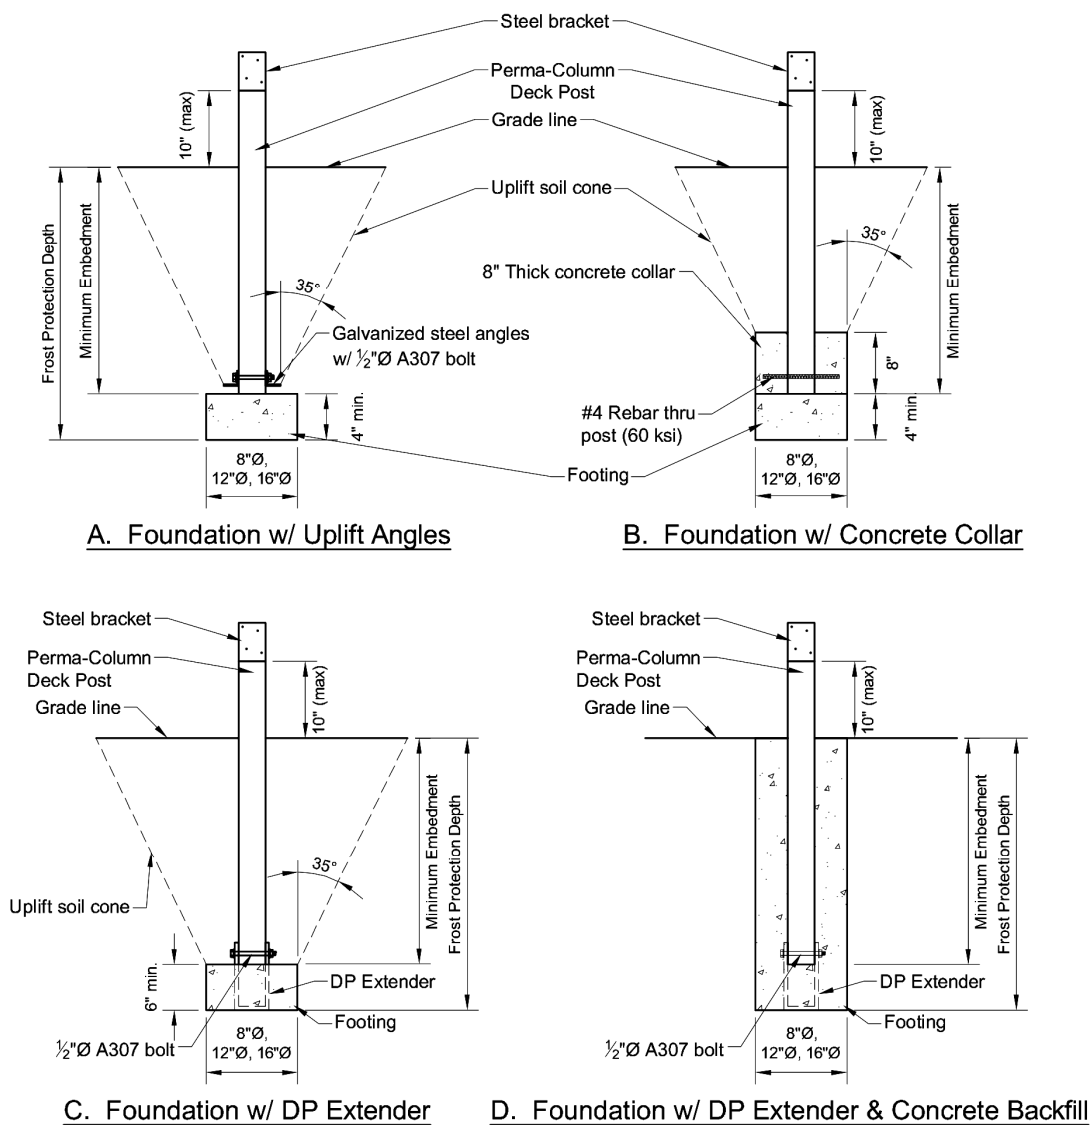 Steel bracket
Perma-Column
Deck Post
Grade line
Uplift soil cone
10" (max)
Frost Protection Depth
Minimum Embedment
35°
Galvanized steel angles
w/ ½"Ø A307 bolt
4" min.
8"Ø,
12"Ø, 16"Ø
A. Foundation w/ Uplift Angles
10" (max)
Minimum Embedment
35°
8" Thick concrete collar
8"
#4 Rebar thru
post (60 ksi)
4" min.
Footing
8"Ø,
12"Ø, 16"Ø
B. Foundation w/ Concrete Collar
Steel bracket
Perma-Column
Deck Post
Grade line
10" (max)
Minimum Embedment
Frost Protection Depth
35°
Uplift soil cone
6" min.
DP Extender
Footing
½"Ø A307 bolt
8"Ø,
12"Ø, 16"Ø
C. Foundation w/ DP Extender
Steel bracket
Perma-Column
Deck Post
Grade line
10" (max)
Minimum Embedment
Frost Protection Depth
DP Extender
Footing
½"Ø A307 bolt
8"Ø,
12"Ø, 16"Ø
D. Foundation w/ DP Extender & Concrete Backfill